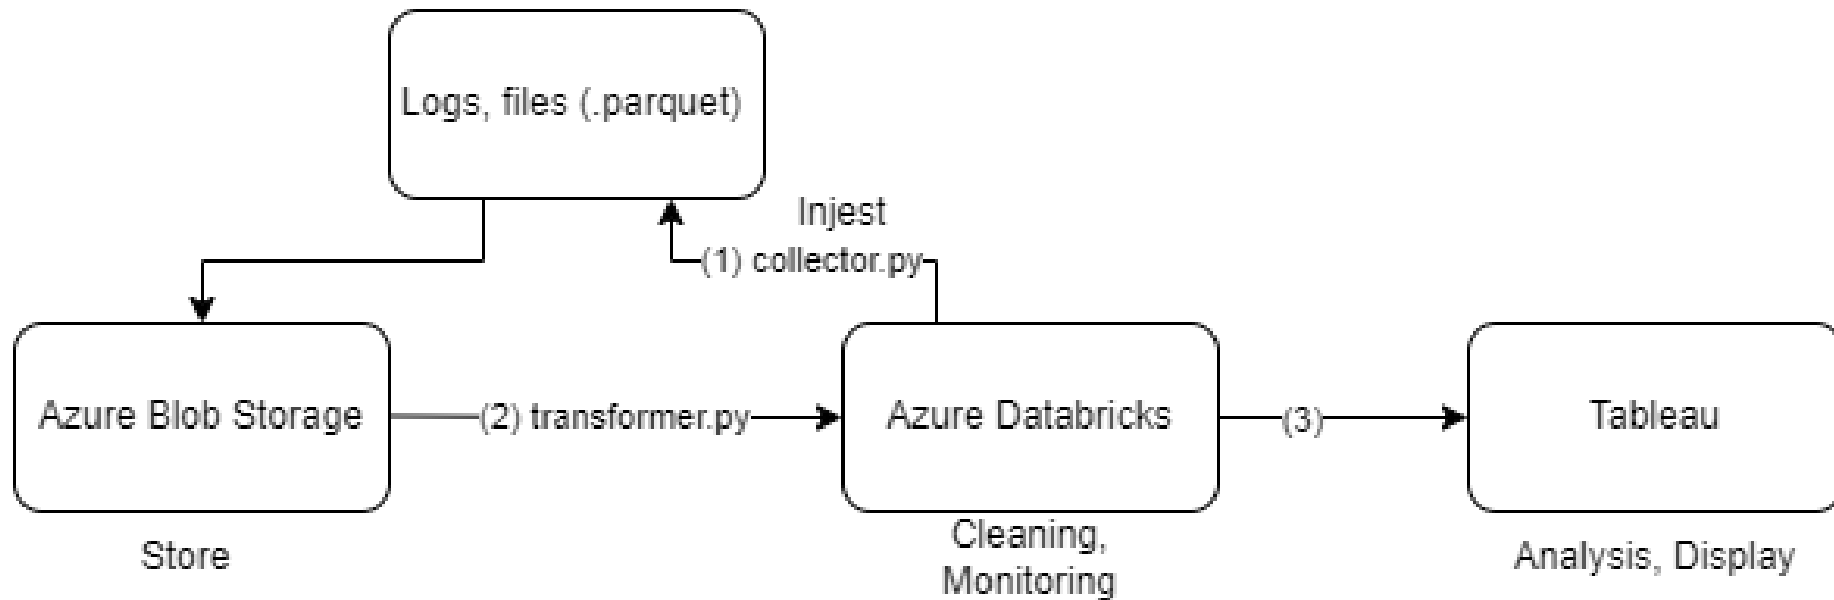 Logs, files (.parquet)
Injest
(1) collector.py
Azure Blob Storage
(2) transformer.py
Azure Databricks
(3)
Tableau
Store
Cleaning,
Monitoring
Analysis, Display